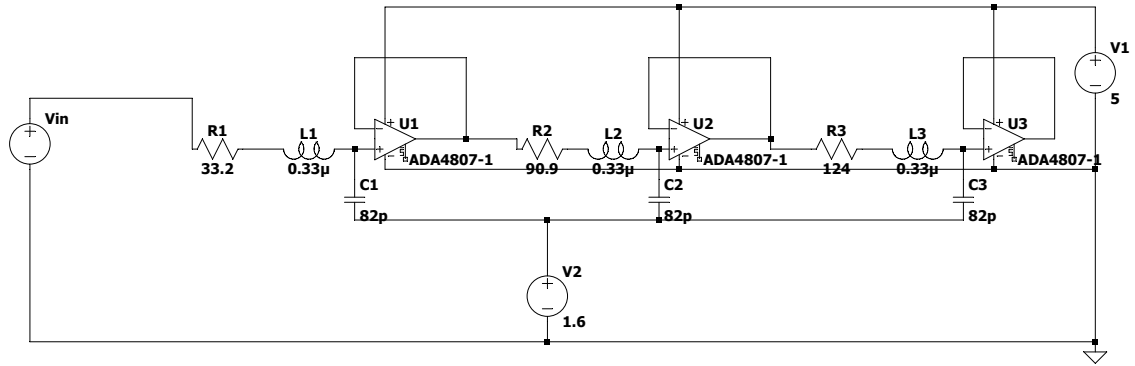 V1
5
Vin
R1
33.2
L1
0.33µ
C1
82p
U1
ADA4807-1
R2
90.9
L2
0.33µ
C2
82p
U2
ADA4807-1
R3
124
L3
0.33µ
C3
82p
U3
ADA4807-1
V2
1.6